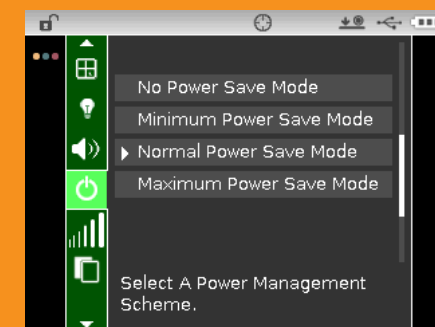 No Power Save Mode
Minimum Power Save Mode
Normal Power Save Mode
Maximum Power Save Mode
Select A Power Management
Scheme.